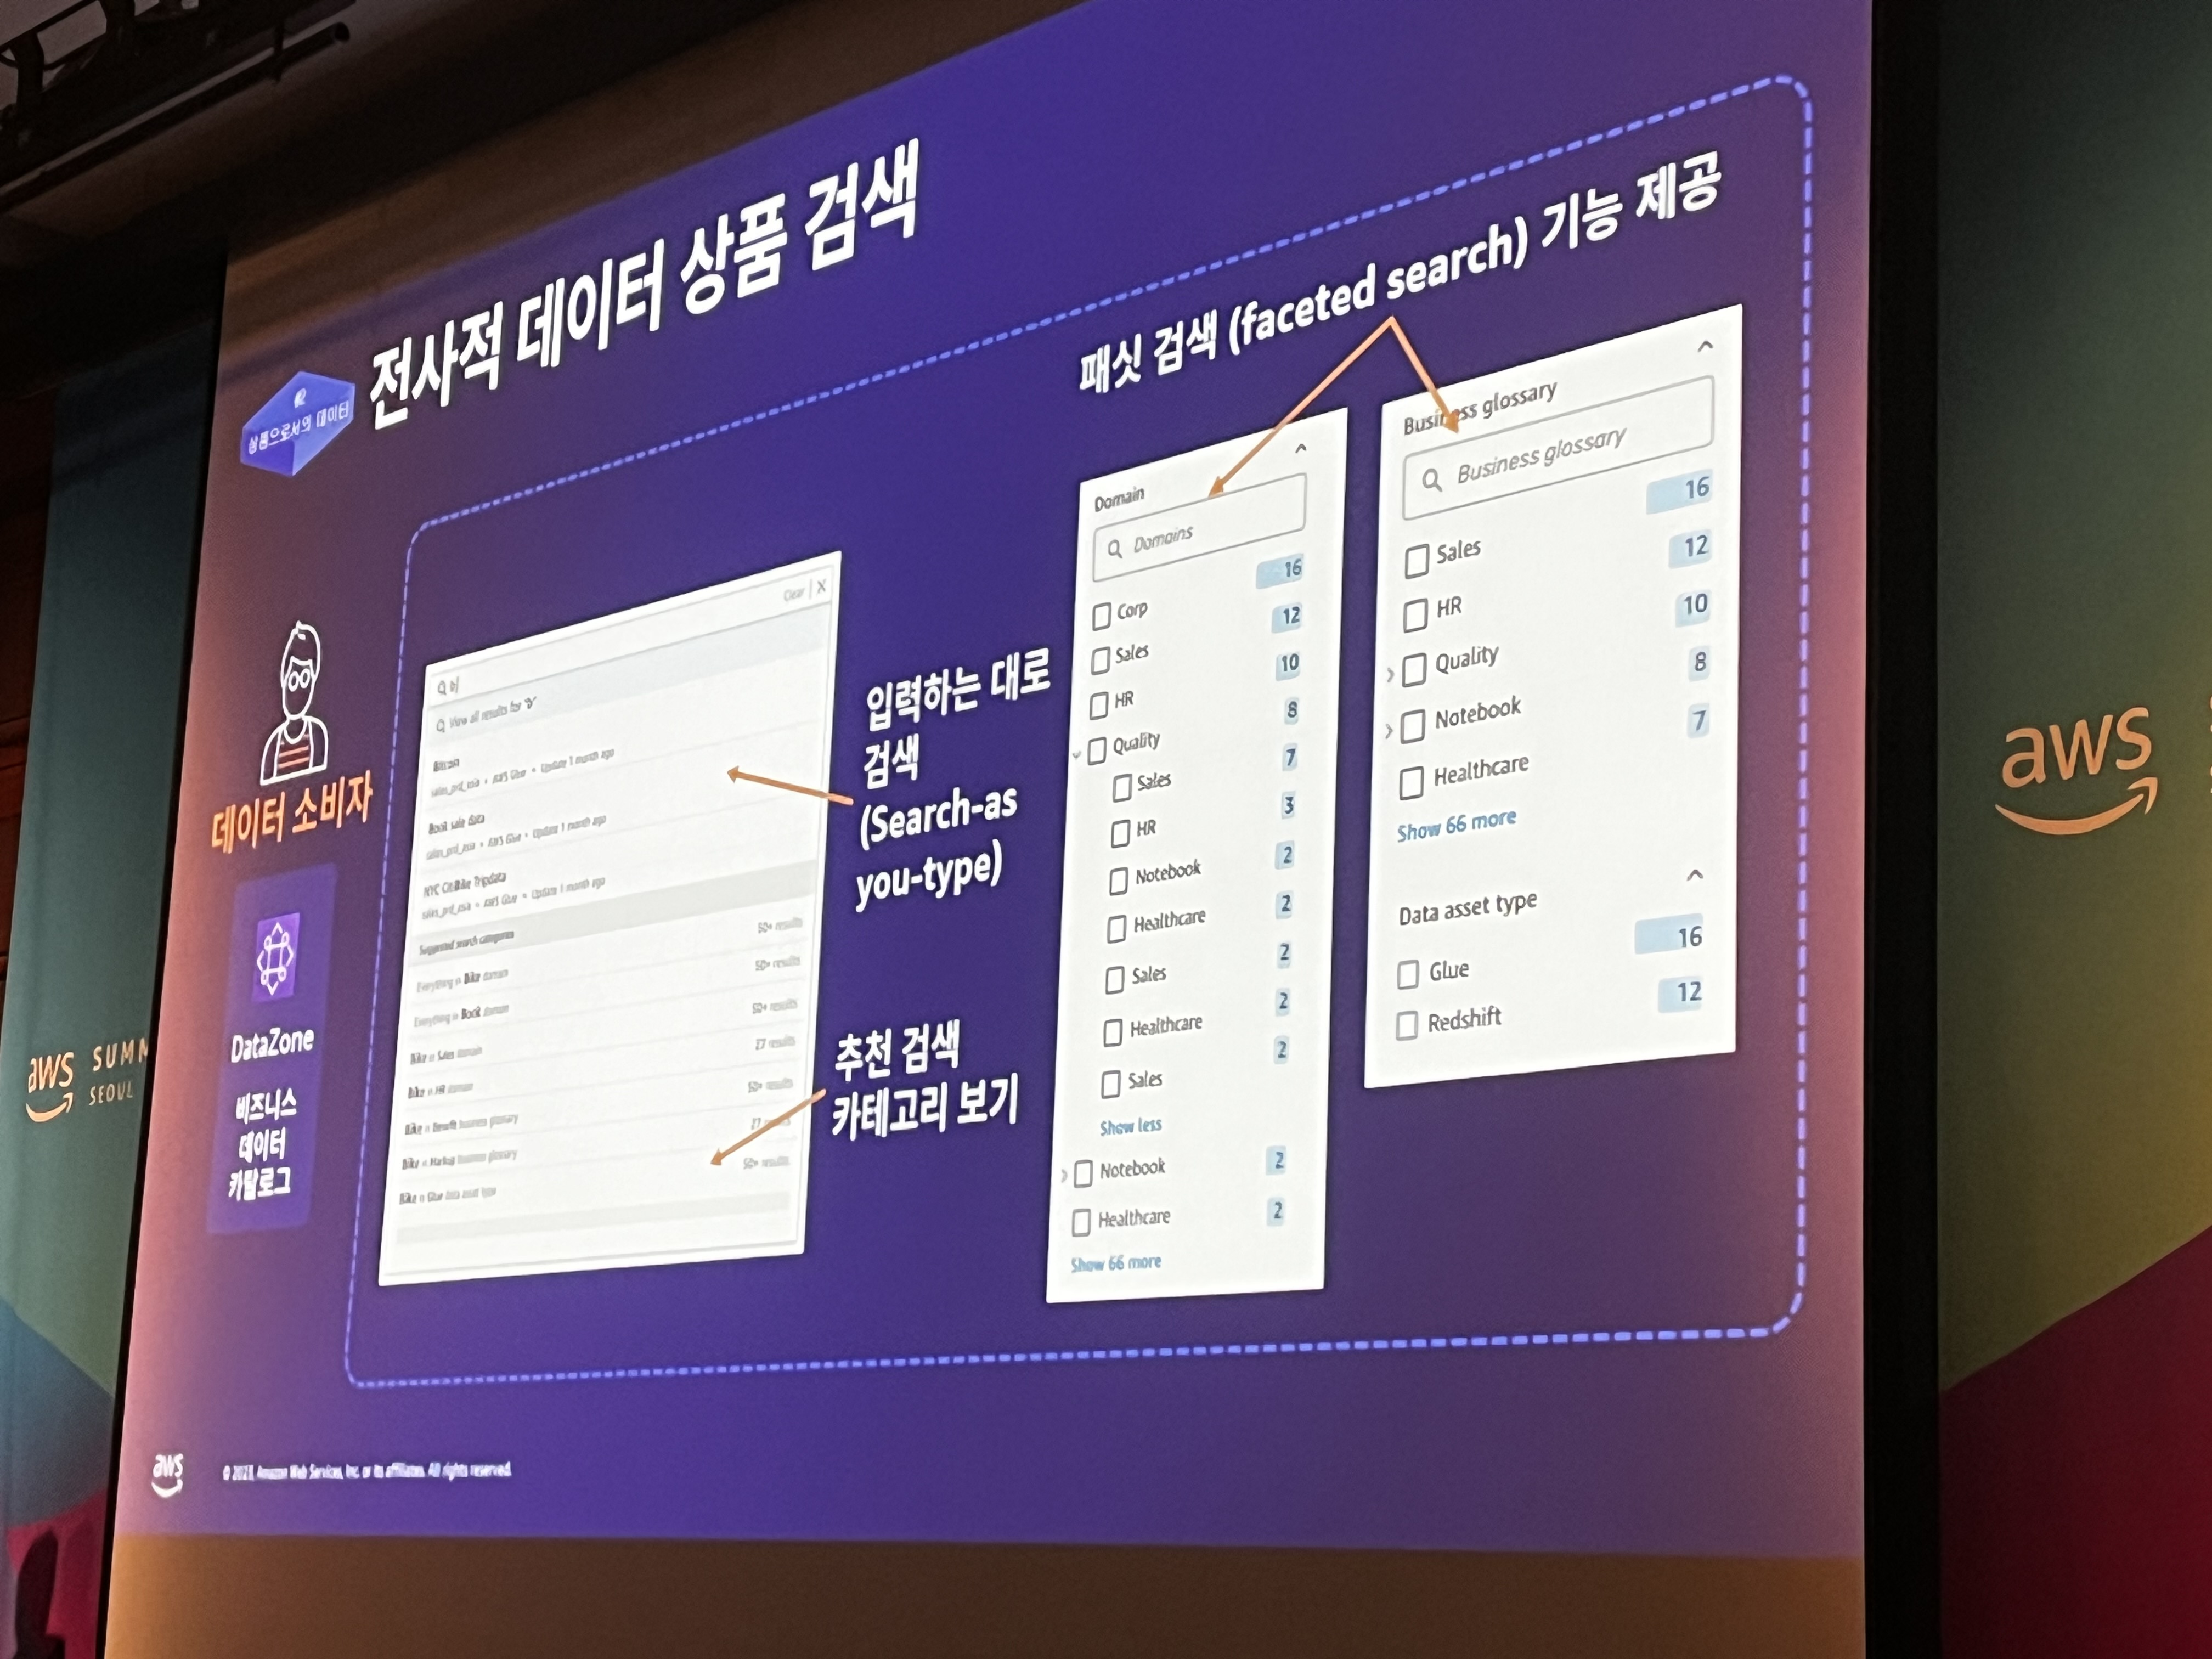 전사적 데이터 상품 검색
상품으로서의 데이터
패싯 검색 (faceted search) 기능 제공
데이터 소비자
DataZone
비즈니스
데이터
카탈로그
Clear | X
View all results for
sales_prd_asia • AWS Glue • Update 1 month ago
Book sale data
sales_prd_asia • AWS Glue • Update 1 month ago
NYC CitiBike Tripdata
sales_prd_asia • AWS Glue • Update 1 month ago
Suggested search categories
Everything in Bike domain 50+ results
Everything in Book domain 50+ results
Bike in Sales domain 50+ results
Bike in HR domain 27 results
Bike in Benefit business glossary 50+ results
Bike in Markup business glossary 27 results
Bike in Glue data asset type 50+ results
입력하는 대로
검색
(Search-as
you-type)
추천 검색
카테고리 보기
Domain
Domains
16
Corp 12
Sales 10
HR 8
Quality 7
Sales 3
HR 2
Notebook 2
Healthcare 2
Sales 2
Healthcare 2
Sales
Show less
Notebook 2
Healthcare 2
Show 66 more
Business glossary
Business glossary
16
Sales 12
HR 10
Quality 8
Notebook 7
Healthcare
Show 66 more
Data asset type
16
Glue 12
Redshift
aws
© 2023, Amazon Web Services, Inc. or its affiliates. All rights reserved.
aws SUMM
SEOUL
aws